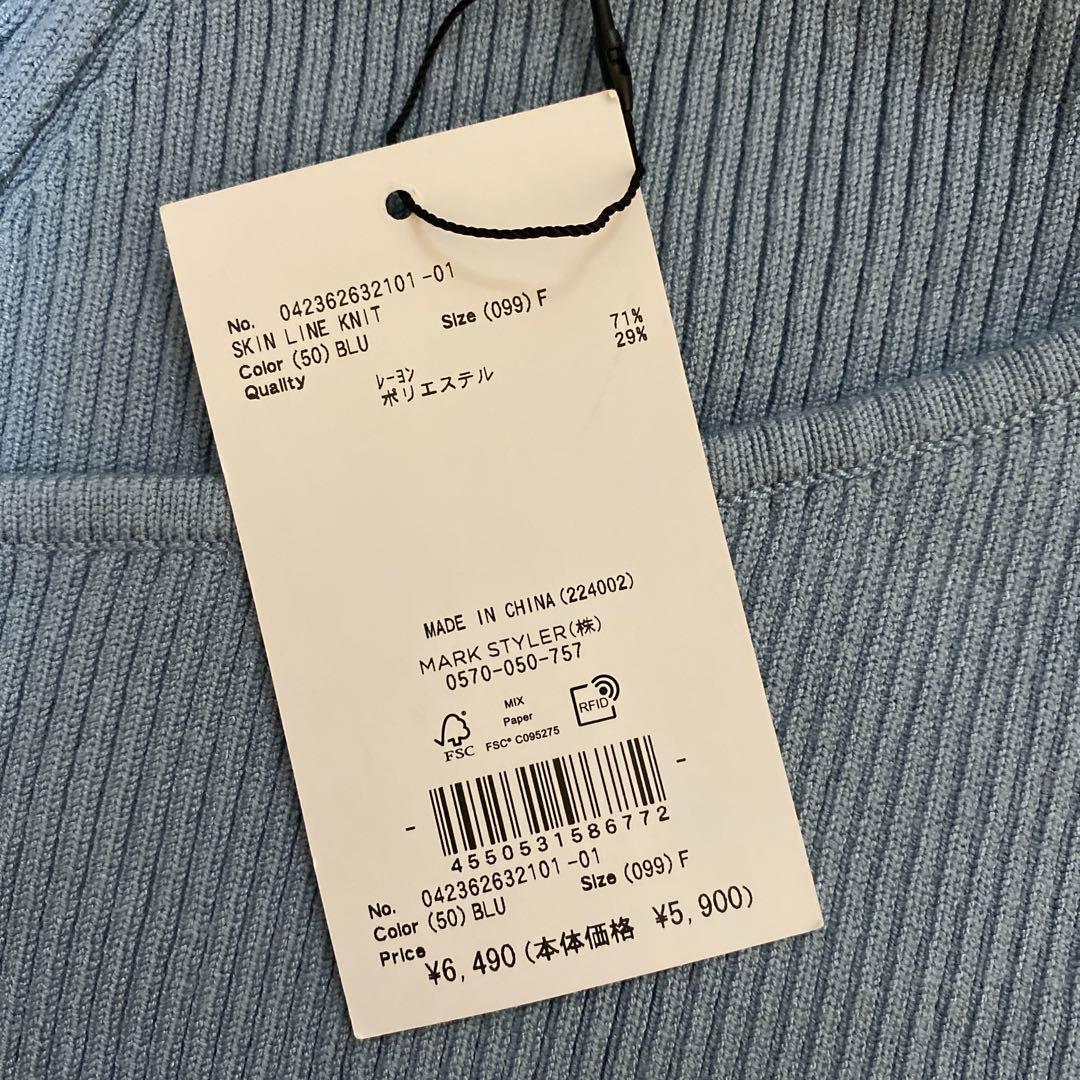 No. 042362632101-01
SKIN LINE KNIT
Color (50) BLU Size (099) F
Quality
レーヨン 71%
ポリエステル 29%
MADE IN CHINA(224002)
MARK STYLER(株)
0570-050-757
FSC® MIX
Paper
FSC® C095275
RFID
4550531586772
No. 042362632101-01
Color (50) BLU Size (099) F
Price
¥6,490(本体価格 ¥5,900)